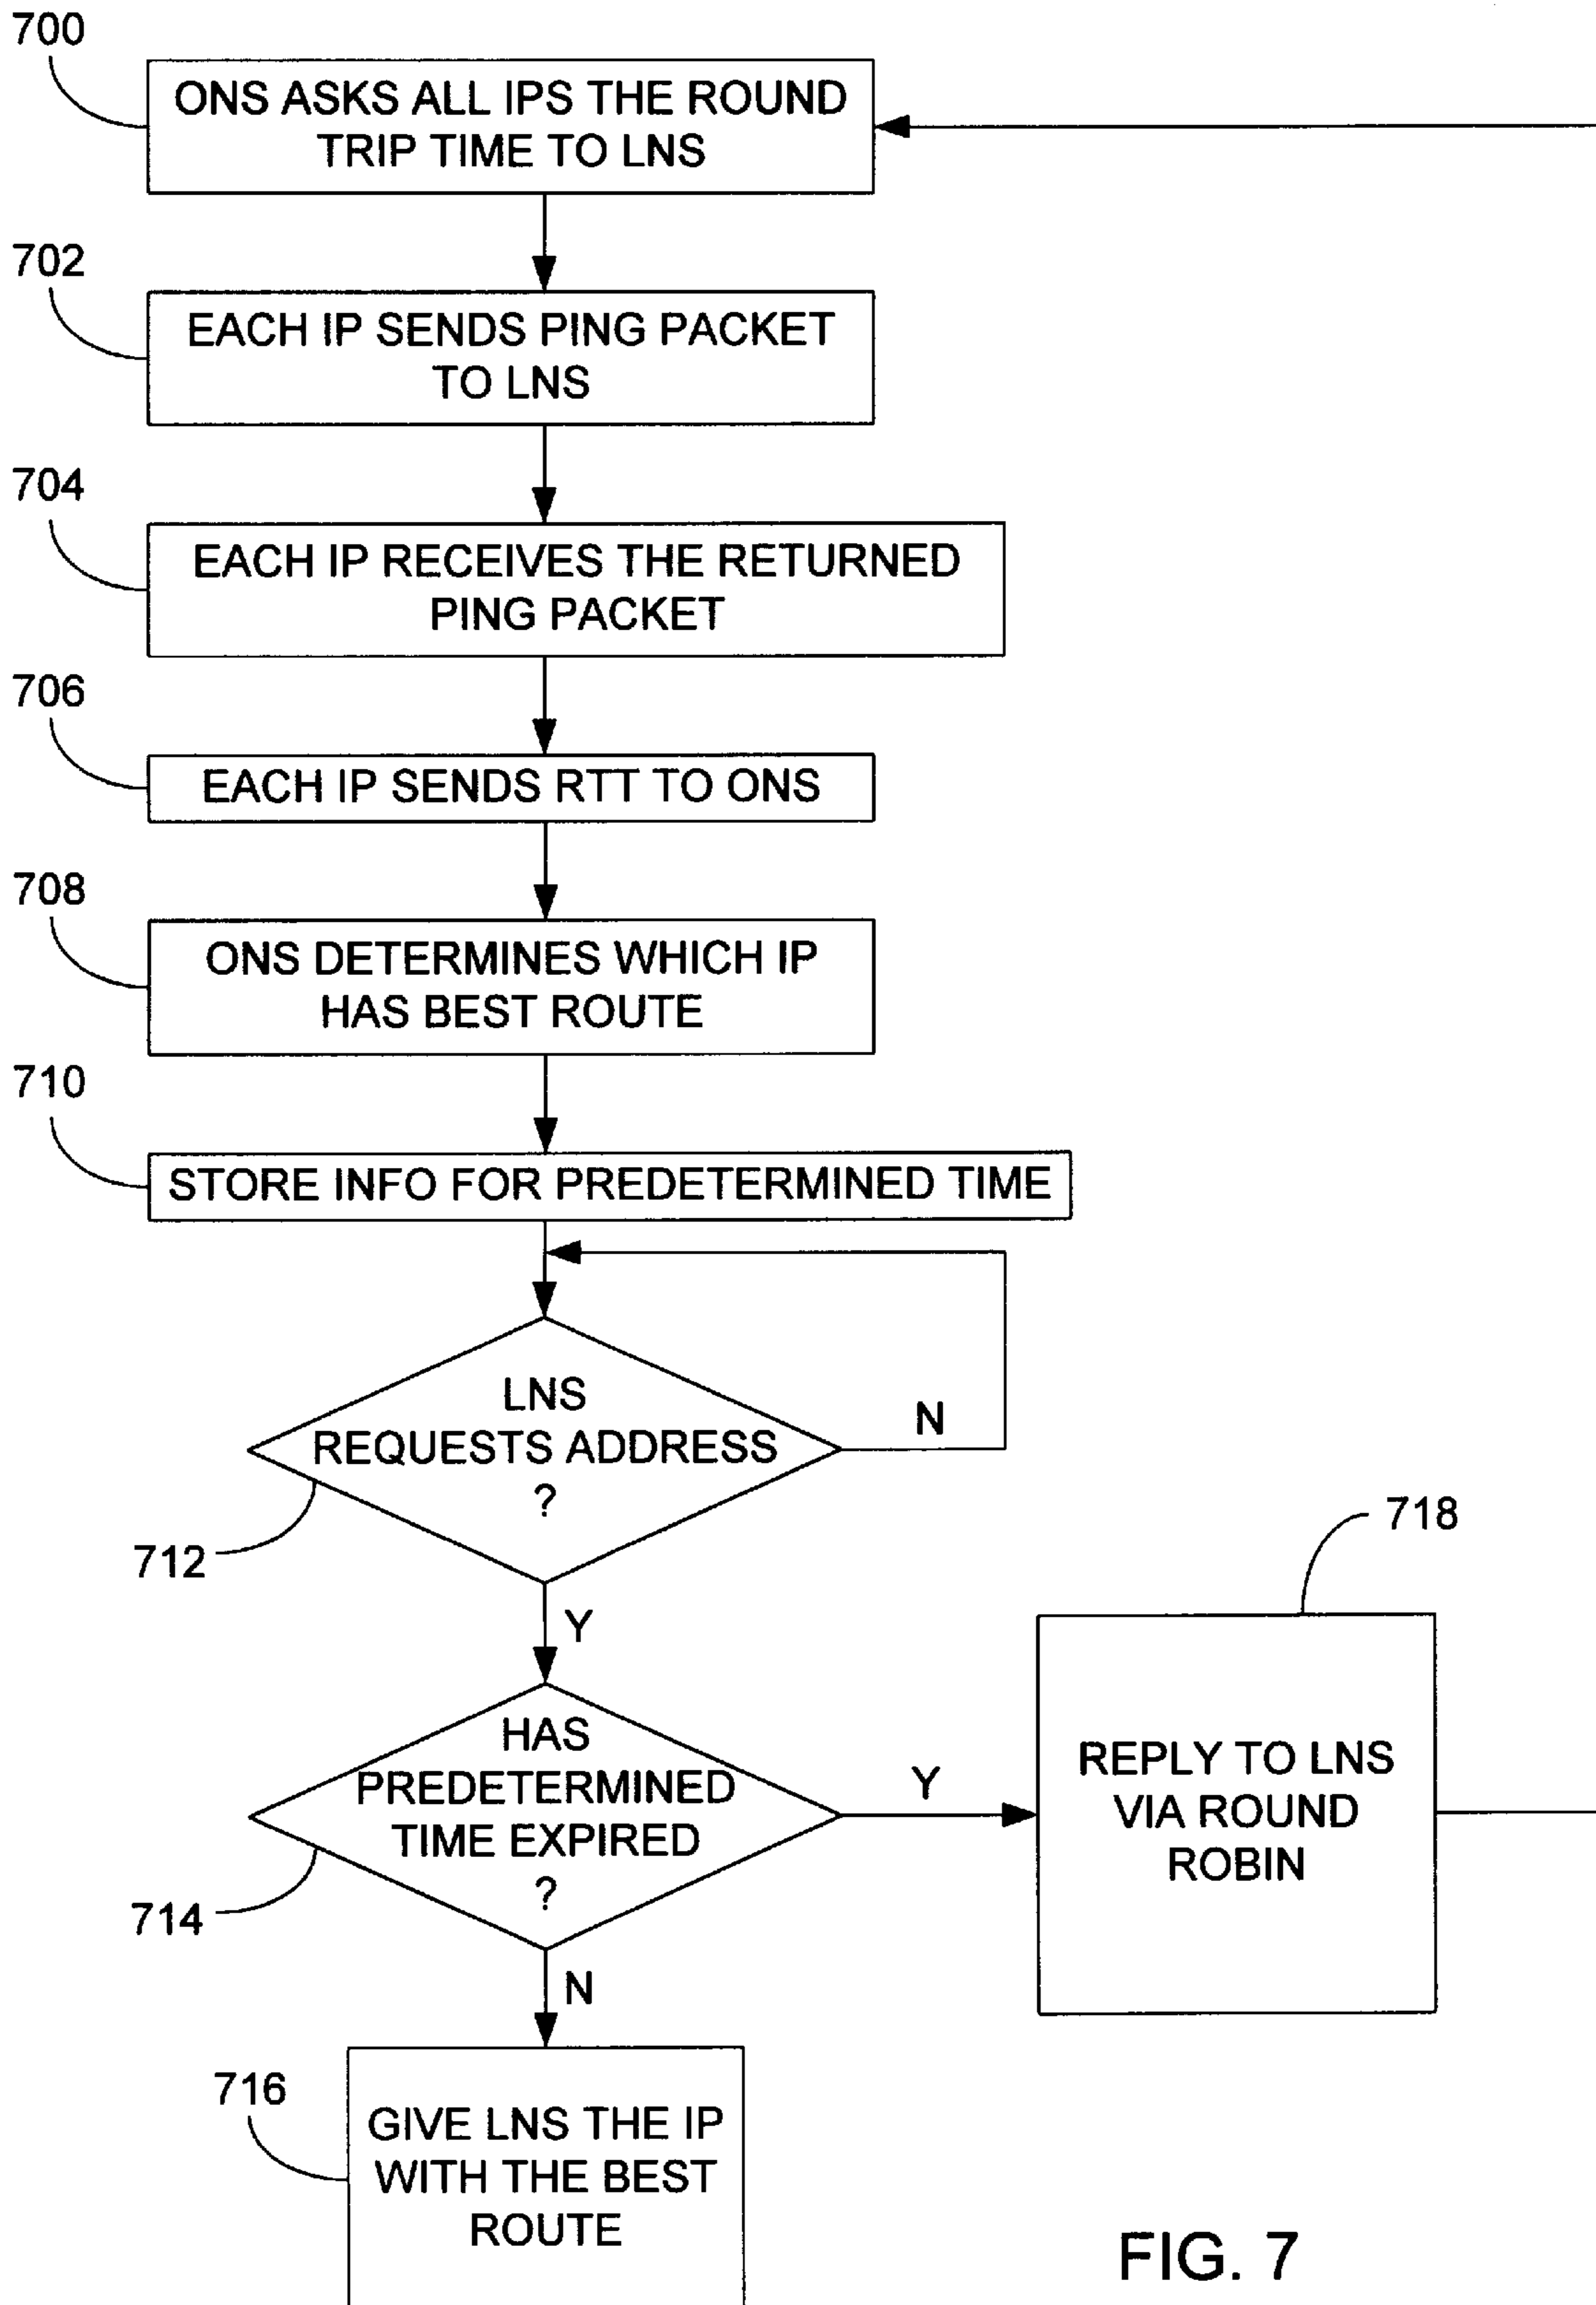 700
ONS ASKS ALL IPS THE ROUND
TRIP TIME TO LNS
702
EACH IP SENDS PING PACKET
TO LNS
704
EACH IP RECEIVES THE RETURNED
PING PACKET
706
EACH IP SENDS RTT TO ONS
708
ONS DETERMINES WHICH IP
HAS BEST ROUTE
710
STORE INFO FOR PREDETERMINED TIME
LNS
REQUESTS ADDRESS
?
N
712
Y
718
HAS
PREDETERMINED
TIME EXPIRED
?
Y
714
N
REPLY TO LNS
VIA ROUND
ROBIN
716
GIVE LNS THE IP
WITH THE BEST
ROUTE
FIG. 7